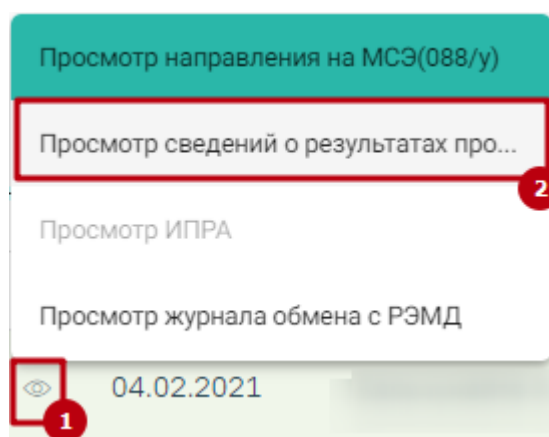 Просмотр направления на МСЭ(088/у)
Просмотр сведений о результатах про...
2
Просмотр ИПРА
Просмотр журнала обмена с РЭМД
04.02.2021
1